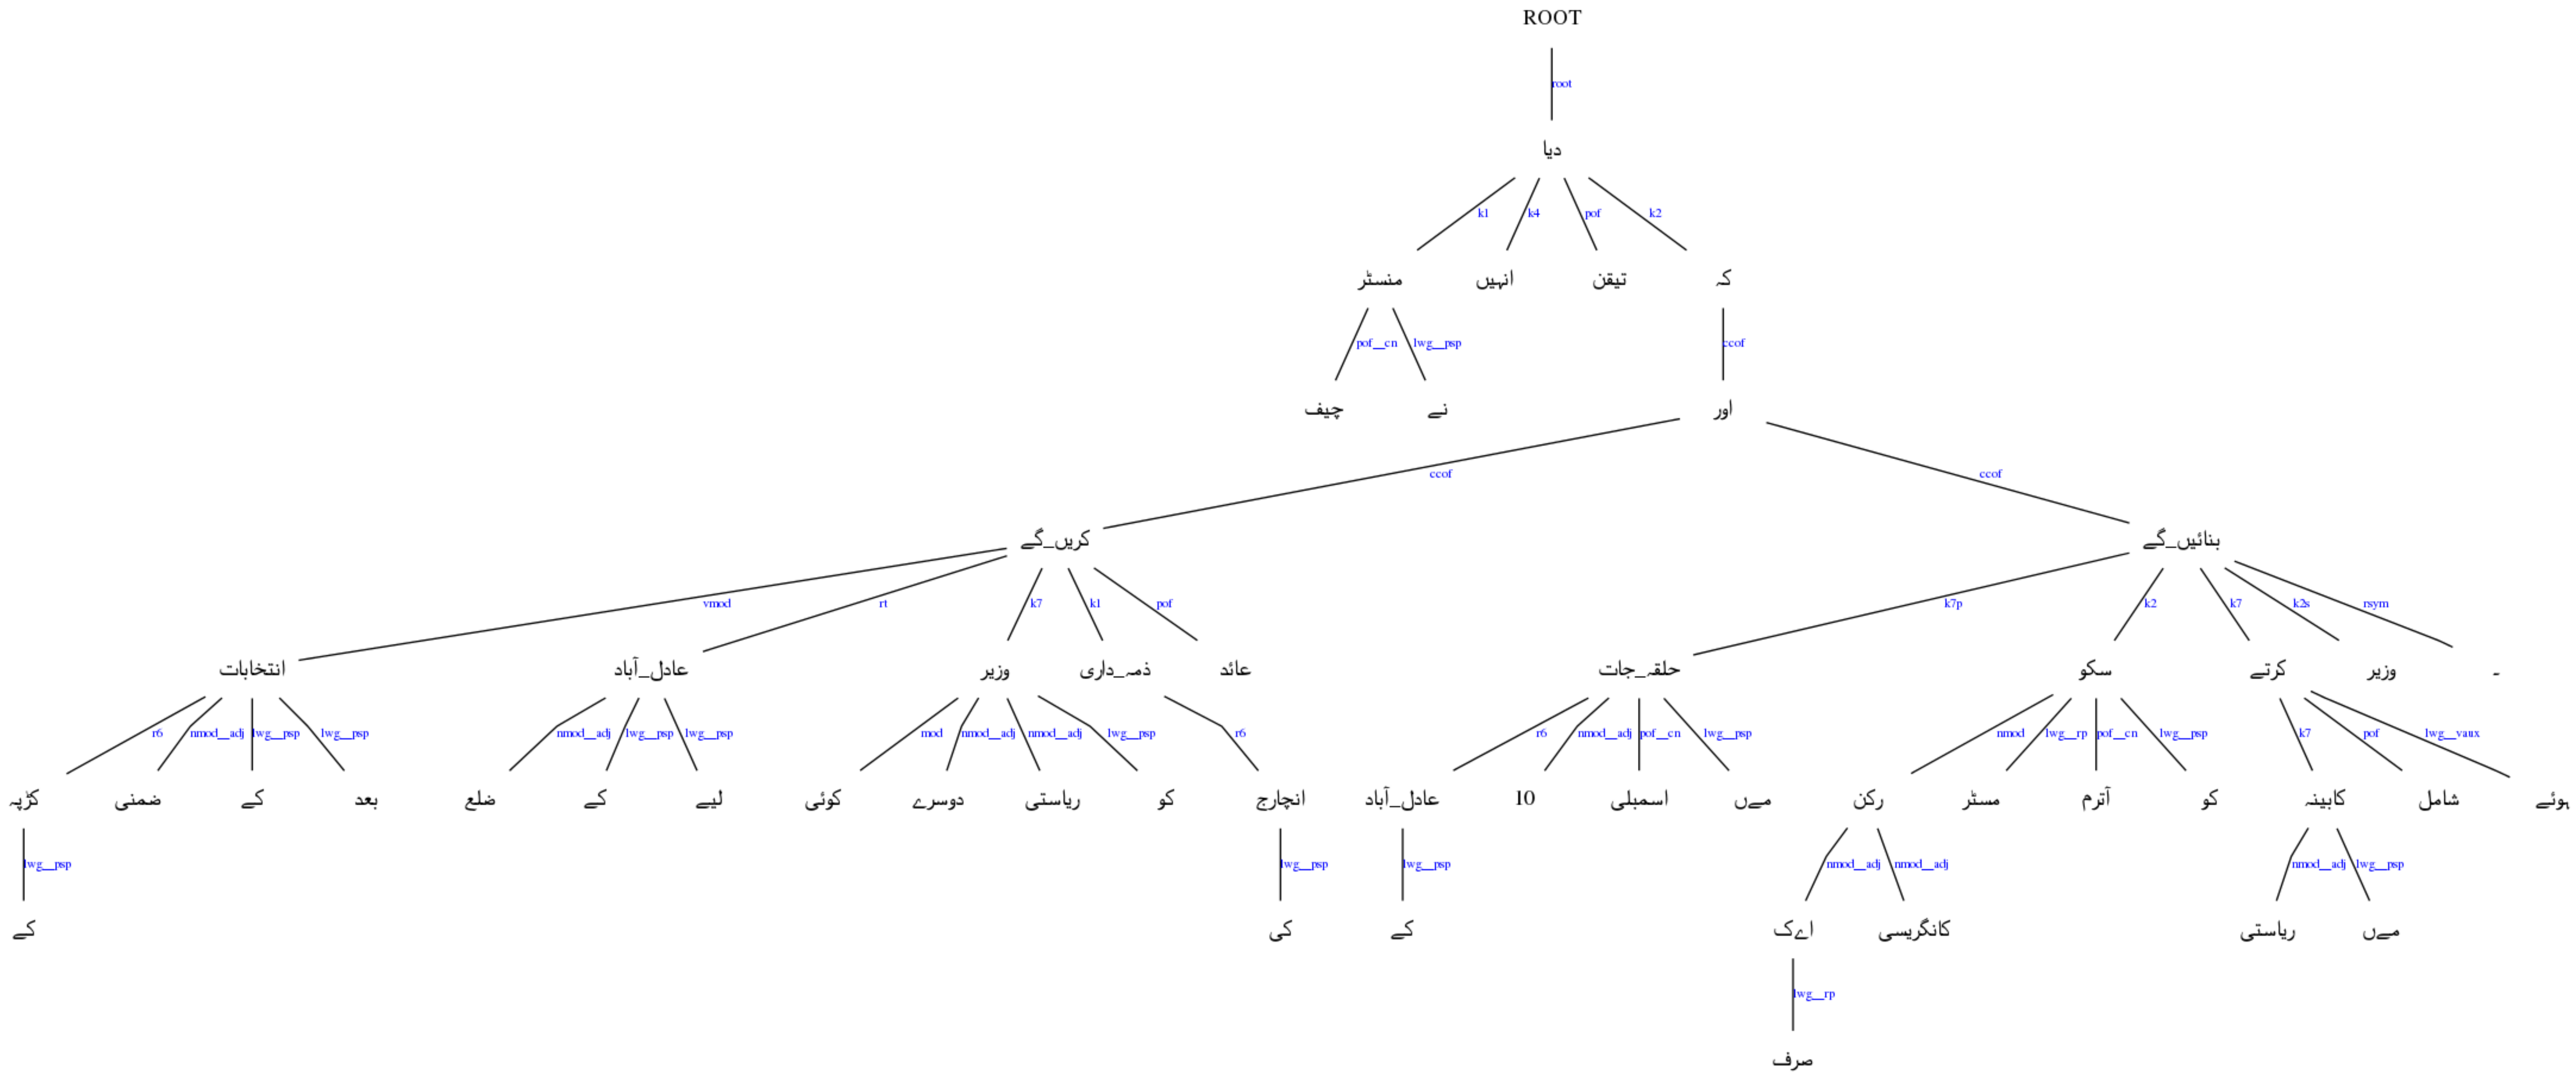 ROOT
root
دیا
k1 k4 pof k2
منسٹر انہیں تیقن کہ
pof__cn lwg__psp ccof
چیف نے اور
ccof ccof
کریں_گے بنائیں_گے
vmod rt k7 k1 pof k7p k2 k7 k2s rsym
انتخابات عادل_آباد وزیر ذمہ_داری عائد حلقہ_جات سکو کرتے وزیر ۔
r6 nmod__adj lwg__psp lwg__psp nmod__adj lwg__psp lwg__psp mod nmod__adj nmod__adj lwg__psp r6 r6 nmod__adj pof__cn lwg__psp nmod lwg__rp pof__cn lwg__psp k7 pof lwg__vaux
کڑپہ ضمنی کے بعد ضلع کے لیے کوئی دوسرے ریاستی کو انچارج عادل_آباد 10 اسمبلی مےں رکن مسٹر آترم کو کابینہ شامل ہوئے
lwg__psp lwg__psp lwg__psp nmod__adj nmod__adj nmod__adj lwg__psp
کے کی کے اےک کانگریسی ریاستی مےں
lwg__rp
صرف